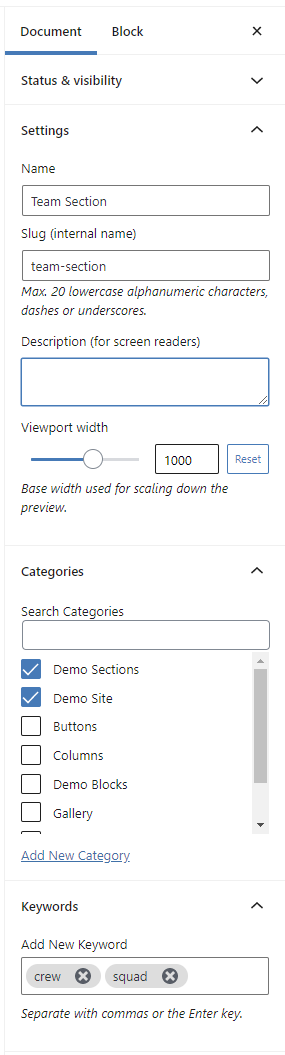 Document Block
Status & visibility
Settings
Name
Team Section
Slug (internal name)
team-section
Max. 20 lowercase alphanumeric characters,
dashes or underscores.
Description (for screen readers)
Viewport width
1000 Reset
Base width used for scaling down the
preview.
Categories
Search Categories
Demo Sections
Demo Site
Buttons
Columns
Demo Blocks
Gallery
Add New Category
Keywords
Add New Keyword
crew squad
Separate with commas or the Enter key.